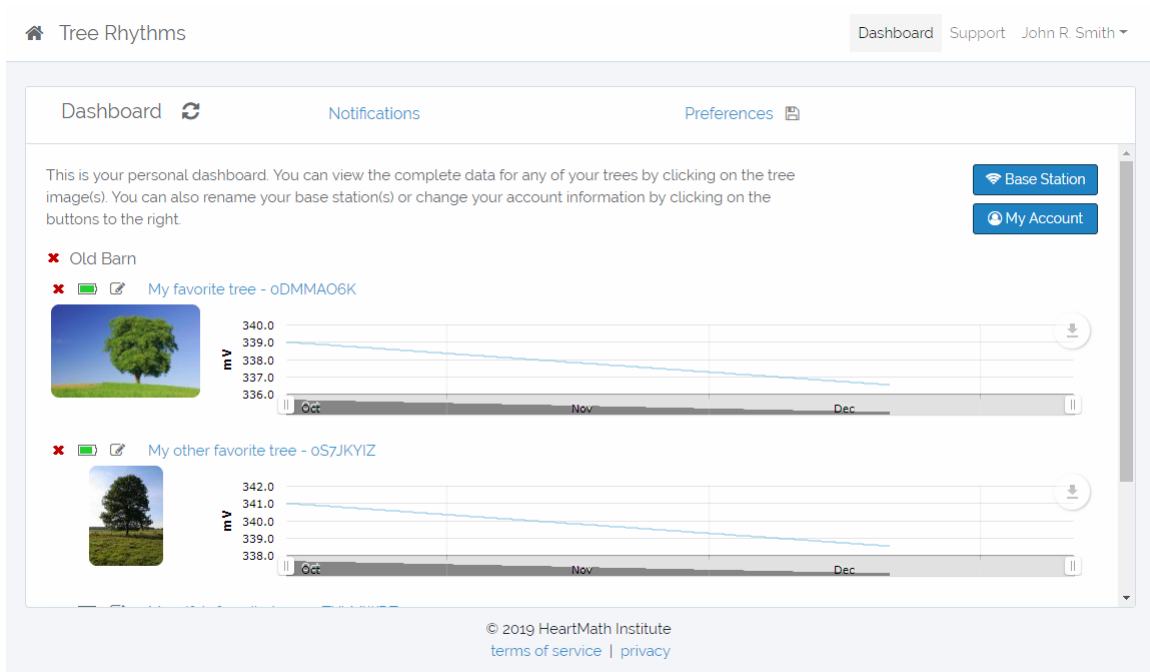 Tree Rhythms
Dashboard Support John R. Smith
Dashboard Notifications Preferences
This is your personal dashboard. You can view the complete data for any of your trees by clicking on the tree
image(s). You can also rename your base station(s) or change your account information by clicking on the
buttons to the right.
Base Station
My Account
Old Barn
My favorite tree - 0DMMAO6K
340.0
339.0
338.0
337.0
336.0
mV
Oct Nov Dec
My other favorite tree - 0S7JKYIZ
342.0
341.0
340.0
339.0
338.0
mV
Oct Nov Dec
© 2019 HeartMath Institute
terms of service | privacy